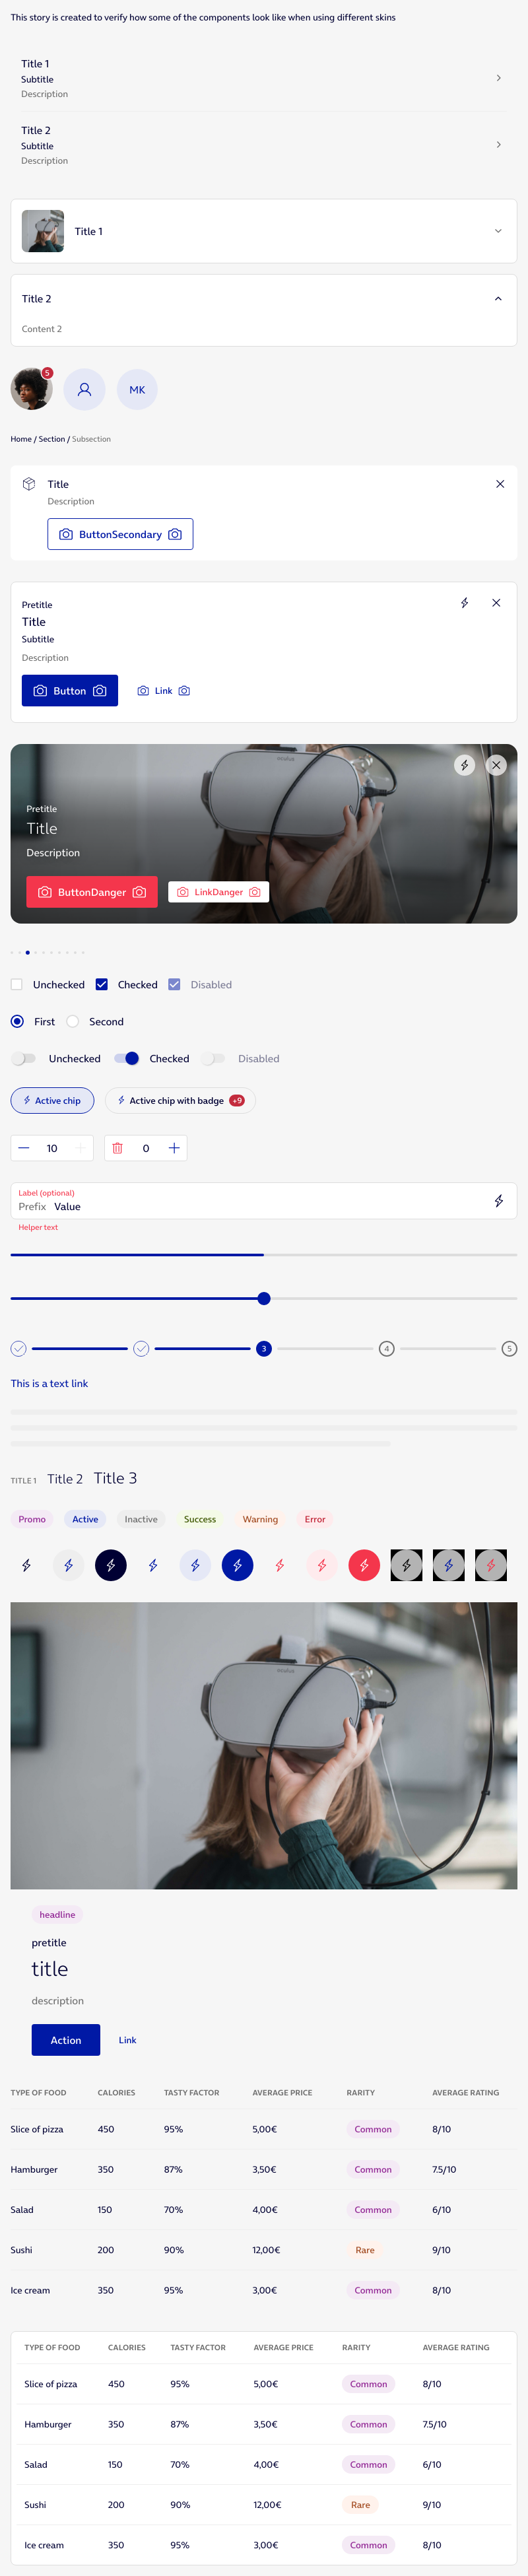 This story is created to verify how some of the components look like when using different skins
Title 1
Subtitle
Description
Title 2
Subtitle
Description
Title 1
Title 2
Content 2
5
MK
Home / Section / Subsection
Title
Description
ButtonSecondary
Pretitle
Title
Subtitle
Description
Button Link
Pretitle
Title
Description
ButtonDanger LinkDanger
Unchecked Checked Disabled
First Second
Unchecked Checked Disabled
Active chip Active chip with badge +9
10 0
Label (optional)
Prefix Value
Helper text
3 4 5
This is a text link
TITLE 1 Title 2 Title 3
Promo Active Inactive Success Warning Error
headline
pretitle
title
description
Action Link
TYPE OF FOOD CALORIES TASTY FACTOR AVERAGE PRICE RARITY AVERAGE RATING
Slice of pizza 450 95% 5,00€ Common 8/10
Hamburger 350 87% 3,50€ Common 7.5/10
Salad 150 70% 4,00€ Common 6/10
Sushi 200 90% 12,00€ Rare 9/10
Ice cream 350 95% 3,00€ Common 8/10
TYPE OF FOOD CALORIES TASTY FACTOR AVERAGE PRICE RARITY AVERAGE RATING
Slice of pizza 450 95% 5,00€ Common 8/10
Hamburger 350 87% 3,50€ Common 7.5/10
Salad 150 70% 4,00€ Common 6/10
Sushi 200 90% 12,00€ Rare 9/10
Ice cream 350 95% 3,00€ Common 8/10